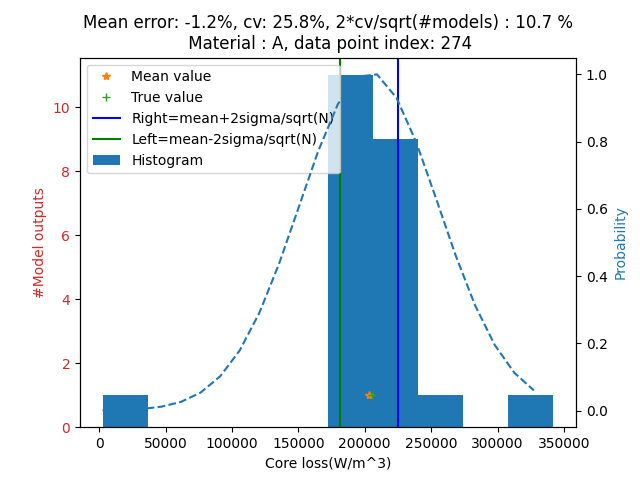 Mean error: -1.2%, cv: 25.8%, 2*cv/sqrt(#models) : 10.7 %
Material : A, data point index: 274
Mean value
True value
Right=mean+2sigma/sqrt(N)
Left=mean-2sigma/sqrt(N)
Histogram
10
8
6
4
2
0
#Model outputs
1.0
0.8
0.6
0.4
0.2
0.0
Probability
0 50000 100000 150000 200000 250000 300000 350000
Core loss(W/m^3)